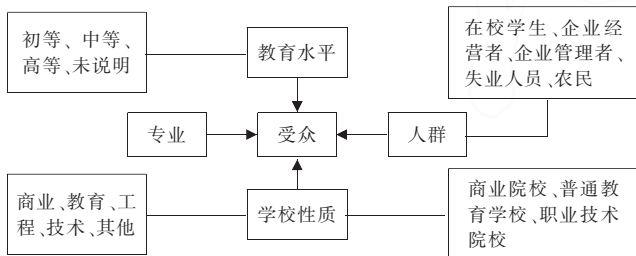 初等、中等、
高等、未说明
教育水平
在校学生、企业经
营者、企业管理者、
失业人员、农民
专业
受众
人群
商业、教育、工
程、技术、其他
学校性质
商业院校、普通教
育学校、职业技术
院校